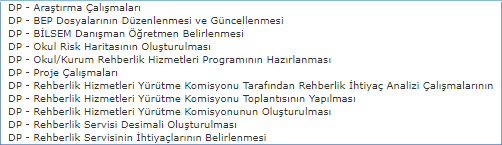 DP - Araştırma Çalışmaları
DP - BEP Dosyalarının Düzenlenmesi ve Güncellenmesi
DP - BİLSEM Danışman Öğretmen Belirlenmesi
DP - Okul Risk Haritasının Oluşturulması
DP - Okul/Kurum Rehberlik Hizmetleri Programının Hazırlanması
DP - Proje Çalışmaları
DP - Rehberlik Hizmetleri Yürütme Komisyonu Tarafından Rehberlik İhtiyaç Analizi Çalışmalarının
DP - Rehberlik Hizmetleri Yürütme Komisyonu Toplantısının Yapılması
DP - Rehberlik Hizmetleri Yürütme Komisyonunun Oluşturulması
DP - Rehberlik Servisi Desimali Oluşturulması
DP - Rehberlik Servisinin İhtiyaçlarının Belirlenmesi